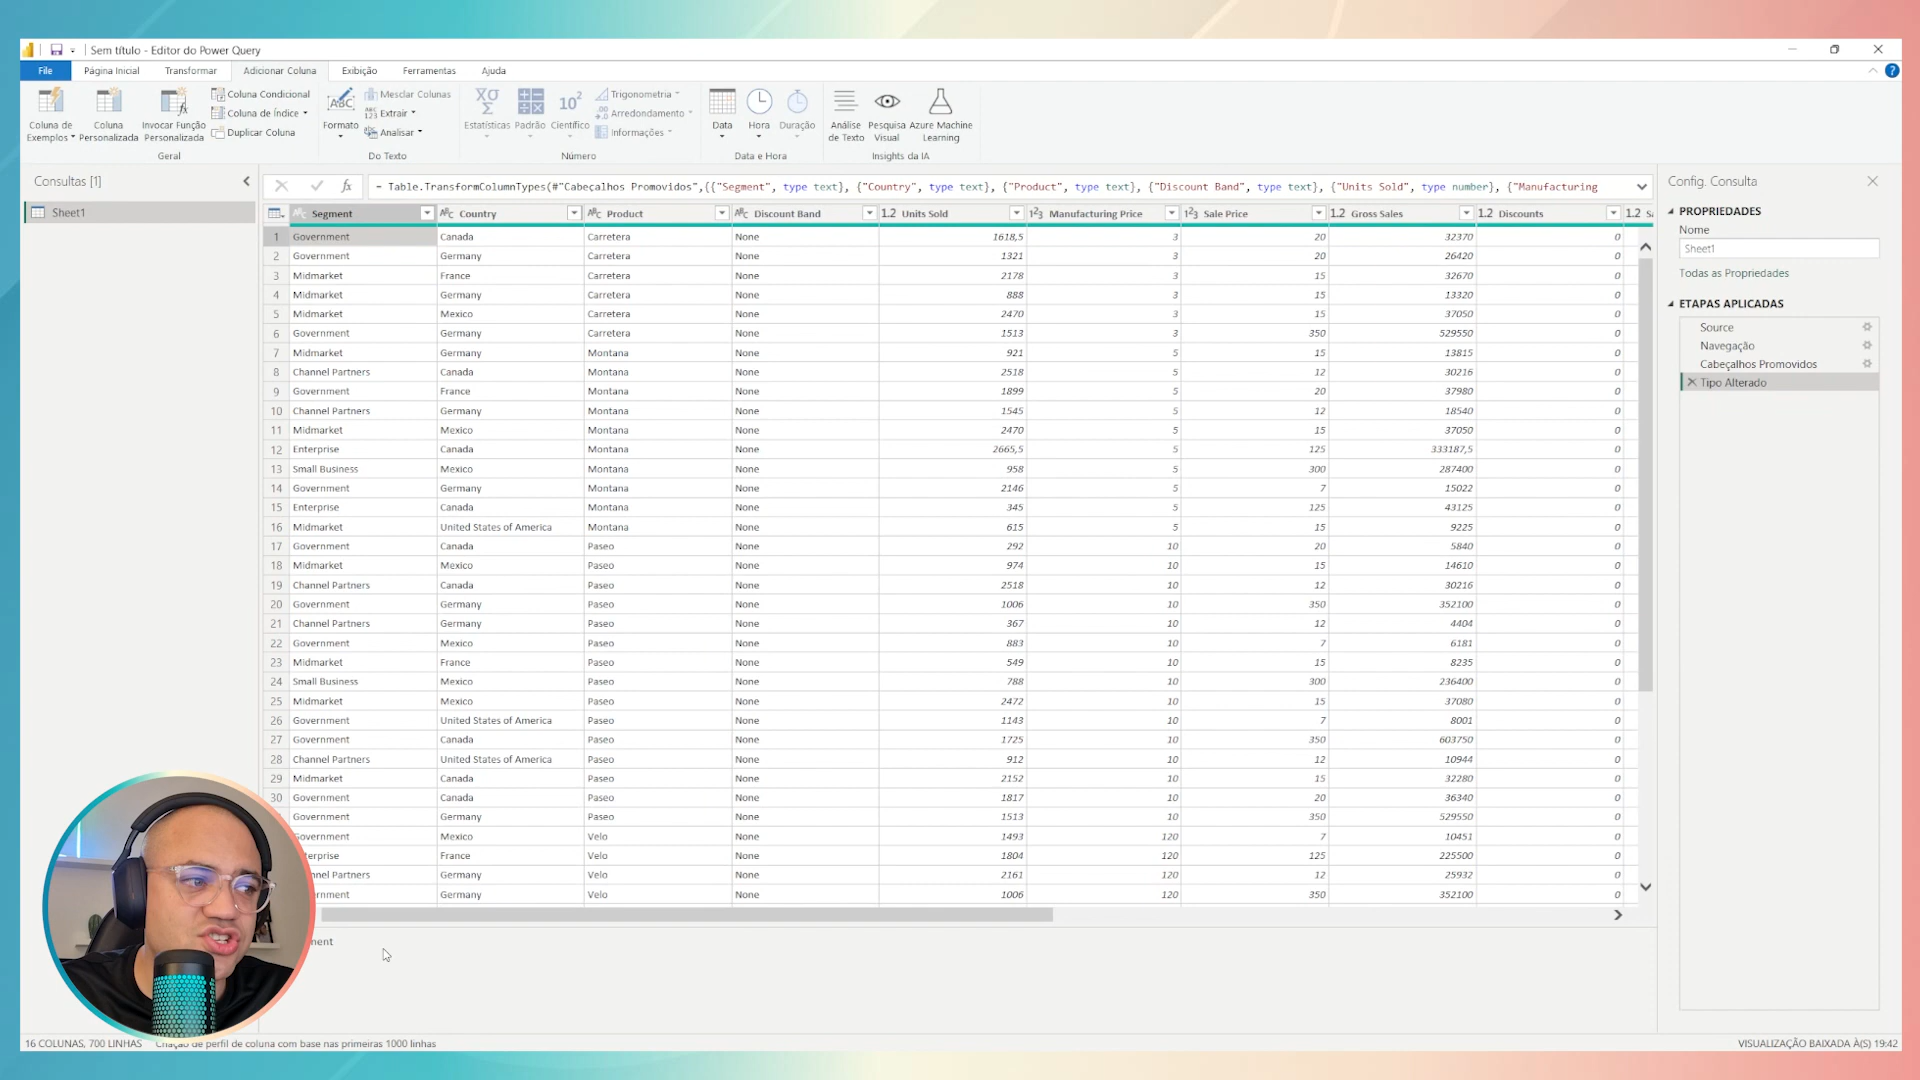 Sem título - Editor do Power Query
File Página Inicial Transformar Adicionar Coluna Exibição Ferramentas Ajuda
Coluna de Exemplos
Coluna Personalizada
Invocar Função Personalizada
Coluna Condicional
Coluna de Índice
Duplicar Coluna
Geral
ABC
Formato
Mesclar Colunas
Extrair
Analisar
Do Texto
Estatísticas
Padrão
10²
Científico
Trigonometria
Arredondamento
Informações
Número
Data
Hora
Duração
Data e Hora
Análise de Texto
Pesquisa Visual
Azure Machine Learning
Insights da IA
Consultas [1]
Sheet1
fx = Table.TransformColumnTypes(#"Cabeçalhos Promovidos",{{"Segment", type text}, {"Country", type text}, {"Product", type text}, {"Discount Band", type text}, {"Units Sold", type number}, {"Manufacturing
Segment ABC Country ABC Product ABC Discount Band 1.2 Units Sold 1²3 Manufacturing Price 1²3 Sale Price 1.2 Gross Sales 1.2 Discounts 1.2
1 Government Canada Carretera None 1618,5 3 20 32370 0
2 Government Germany Carretera None 1321 3 20 26420 0
3 Midmarket France Carretera None 2178 3 15 32670 0
4 Midmarket Germany Carretera None 888 3 15 13320 0
5 Midmarket Mexico Carretera None 2470 3 15 37050 0
6 Government Germany Carretera None 1513 3 350 529550 0
7 Midmarket Germany Montana None 921 5 15 13815 0
8 Channel Partners Canada Montana None 2518 5 12 30216 0
9 Government France Montana None 1899 5 20 37980 0
10 Channel Partners Germany Montana None 1545 5 12 18540 0
11 Midmarket Mexico Montana None 2470 5 15 37050 0
12 Enterprise Canada Montana None 2665,5 5 125 333187,5 0
13 Small Business Mexico Montana None 958 5 300 287400 0
14 Government Germany Montana None 2146 5 7 15022 0
15 Enterprise Canada Montana None 345 5 125 43125 0
16 Midmarket United States of America Montana None 615 5 15 9225 0
17 Government Canada Paseo None 292 10 20 5840 0
18 Midmarket Mexico Paseo None 974 10 15 14610 0
19 Channel Partners Canada Paseo None 2518 10 12 30216 0
20 Government Germany Paseo None 1006 10 350 352100 0
21 Channel Partners Germany Paseo None 367 10 12 4404 0
22 Government Mexico Paseo None 883 10 7 6181 0
23 Midmarket France Paseo None 549 10 15 8235 0
24 Small Business Mexico Paseo None 788 10 300 236400 0
25 Midmarket Mexico Paseo None 2472 10 15 37080 0
26 Government United States of America Paseo None 1143 10 7 8001 0
27 Government Canada Paseo None 1725 10 350 603750 0
28 Channel Partners United States of America Paseo None 912 10 12 10944 0
29 Midmarket Canada Paseo None 2152 10 15 32280 0
30 Government Canada Paseo None 1817 10 20 36340 0
Government Germany Paseo None 1513 10 350 529550 0
Government Mexico Velo None 1493 120 7 10451 0
erprise France Velo None 1804 120 125 225500 0
nnel Partners Germany Velo None 2161 120 12 25932 0
rnment Germany Velo None 1006 120 350 352100 0
ment
Config. Consulta
PROPRIEDADES
Nome
Sheet1
Todas as Propriedades
ETAPAS APLICADAS
Source
Navegação
Cabeçalhos Promovidos
Tipo Alterado
16 COLUNAS, 700 LINHAS Criação de perfil de coluna com base nas primeiras 1000 linhas
VISUALIZAÇÃO BAIXADA À(S) 19:42